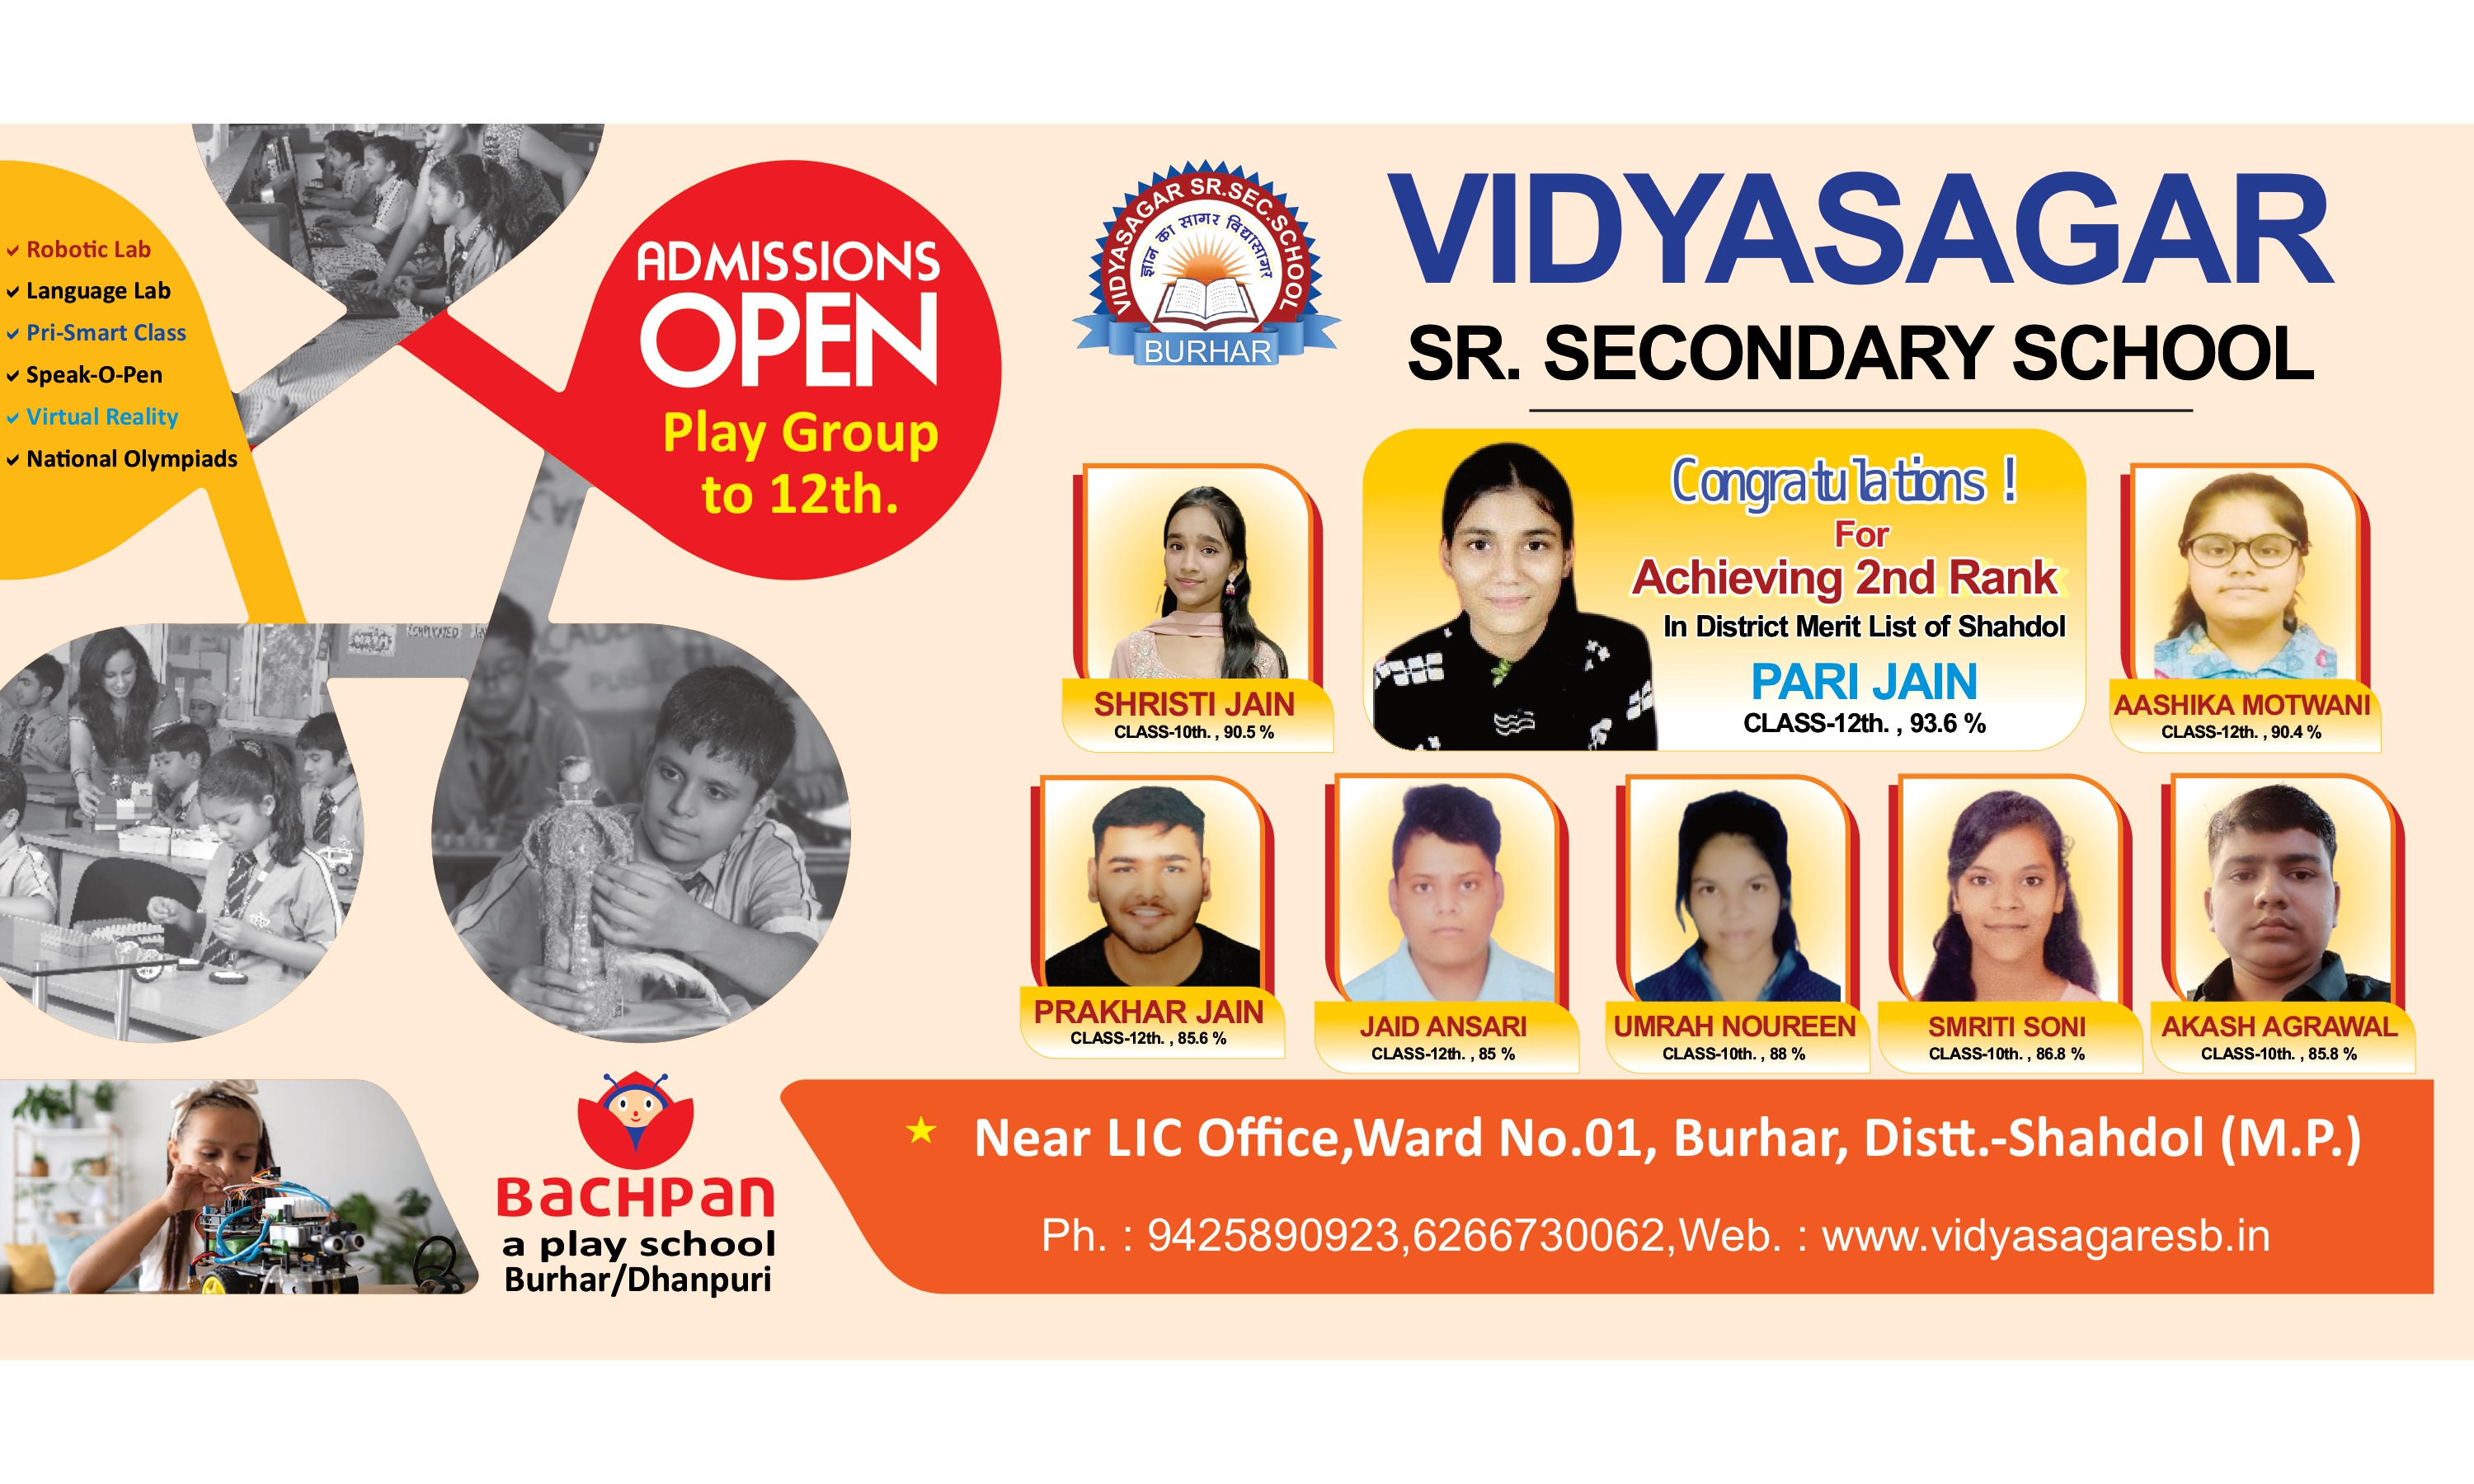 Robotic Lab
Language Lab
Pri-Smart Class
Speak-O-Pen
Virtual Reality
National Olympiads
ADMISSIONS
OPEN
Play Group
to 12th.
VIDYASAGAR SR.SEC.SCHOOL
ज्ञान का सागर विद्यासागर
BURHAR
VIDYASAGAR
SR. SECONDARY SCHOOL
Congratulations !
For
Achieving 2nd Rank
In District Merit List of Shahdol
PARI JAIN
CLASS-12th. , 93.6 %
SHRISTI JAIN
CLASS-10th. , 90.5 %
AASHIKA MOTWANI
CLASS-12th. , 90.4 %
PRAKHAR JAIN
CLASS-12th. , 85.6 %
JAID ANSARI
CLASS-12th. , 85 %
UMRAH NOUREEN
CLASS-10th. , 88 %
SMRITI SONI
CLASS-10th. , 86.8 %
AKASH AGRAWAL
CLASS-10th. , 85.8 %
BACHPAN
a play school
Burhar/Dhanpuri
Near LIC Office,Ward No.01, Burhar, Distt.-Shahdol (M.P.)
Ph. : 9425890923,6266730062,Web. : www.vidyasagaresb.in